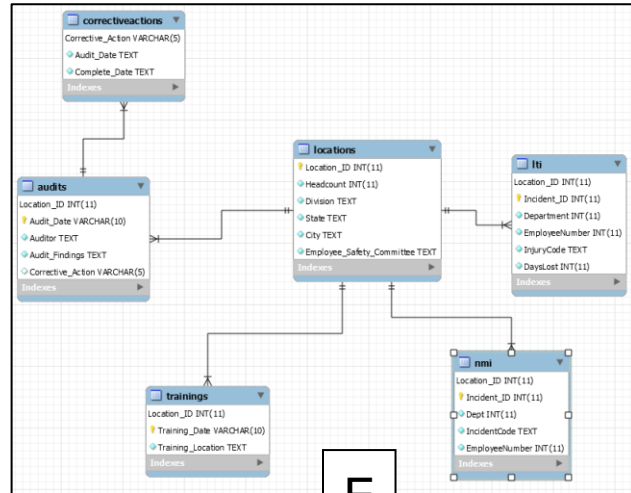 correctiveactions
Corrective_Action VARCHAR(5)
Audit_Date TEXT
Complete_Date TEXT
Indexes
audits
Location_ID INT(11)
Audit_Date VARCHAR(10)
Auditor TEXT
Audit_Findings TEXT
Corrective_Action VARCHAR(5)
Indexes
locations
Location_ID INT(11)
Headcount INT(11)
Division TEXT
State TEXT
City TEXT
Employee_Safety_Committee TEXT
Indexes
lti
Location_ID INT(11)
Incident_ID INT(11)
Department INT(11)
EmployeeNumber INT(11)
InjuryCode TEXT
DaysLost INT(11)
Indexes
trainings
Location_ID INT(11)
Training_Date VARCHAR(10)
Training_Location TEXT
Indexes
nmi
Location_ID INT(11)
Incident_ID INT(11)
Dept INT(11)
IncidentCode TEXT
EmployeeNumber INT(11)
Indexes